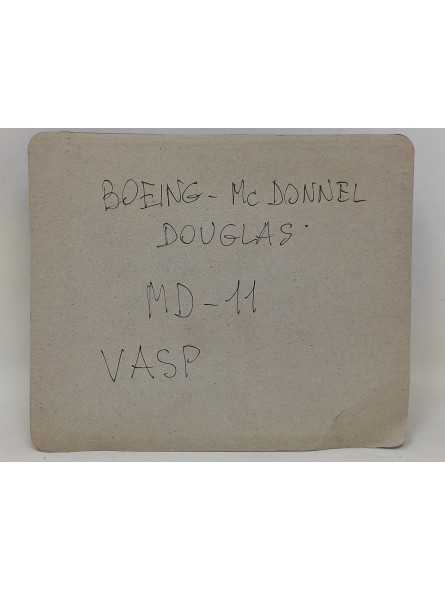 BOEING - Mc DONNEL
DOUGLAS.
MD-11
VASP